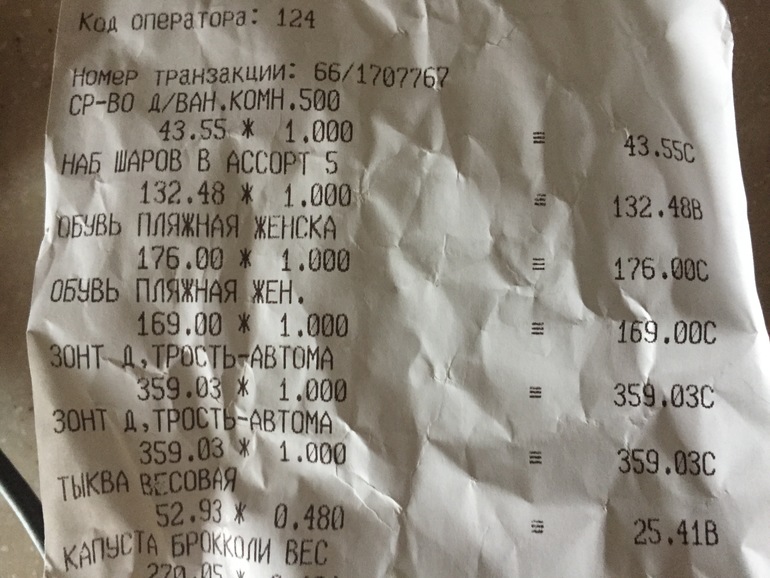 Код оператора: 124
Номер транзакции: 66/1707767
СР-ВО Д/ВАН.КОМН.500
43.55 * 1.000 ≡ 43.55С
НАБ ШАРОВ В АССОРТ 5
132.48 * 1.000 ≡ 132.48В
ОБУВЬ ПЛЯЖНАЯ ЖЕНСКА
176.00 * 1.000 ≡ 176.00С
ОБУВЬ ПЛЯЖНАЯ ЖЕН.
169.00 * 1.000 ≡ 169.00С
ЗОНТ Д,ТРОСТЬ-АВТОМА
359.03 * 1.000 ≡ 359.03С
ЗОНТ Д,ТРОСТЬ-АВТОМА
359.03 * 1.000 ≡ 359.03С
ТЫКВА ВЕСОВАЯ
52.93 * 0.480 ≡ 25.41В
КАПУСТА БРОККОЛИ ВЕС
270.05 *